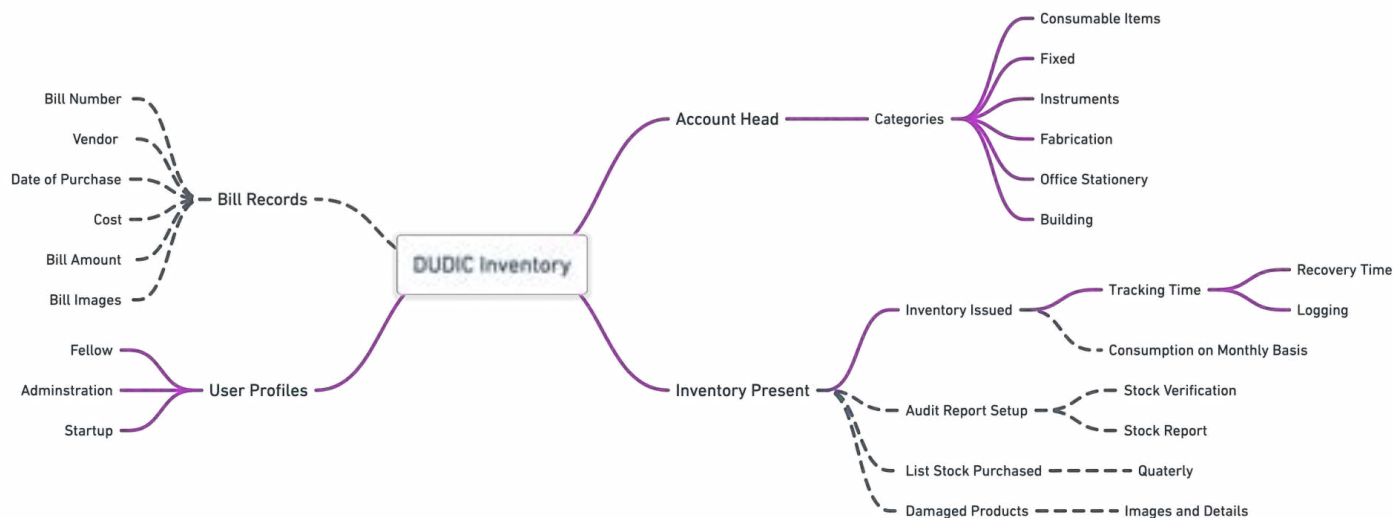 DUDIC Inventory
Bill Records
Bill Number
Vendor
Date of Purchase
Cost
Bill Amount
Bill Images
User Profiles
Fellow
Adminstration
Startup
Account Head
Categories
Consumable Items
Fixed
Instruments
Fabrication
Office Stationery
Building
Inventory Present
Inventory Issued
Tracking Time
Recovery Time
Logging
Consumption on Monthly Basis
Audit Report Setup
Stock Verification
Stock Report
List Stock Purchased
Quaterly
Damaged Products
Images and Details